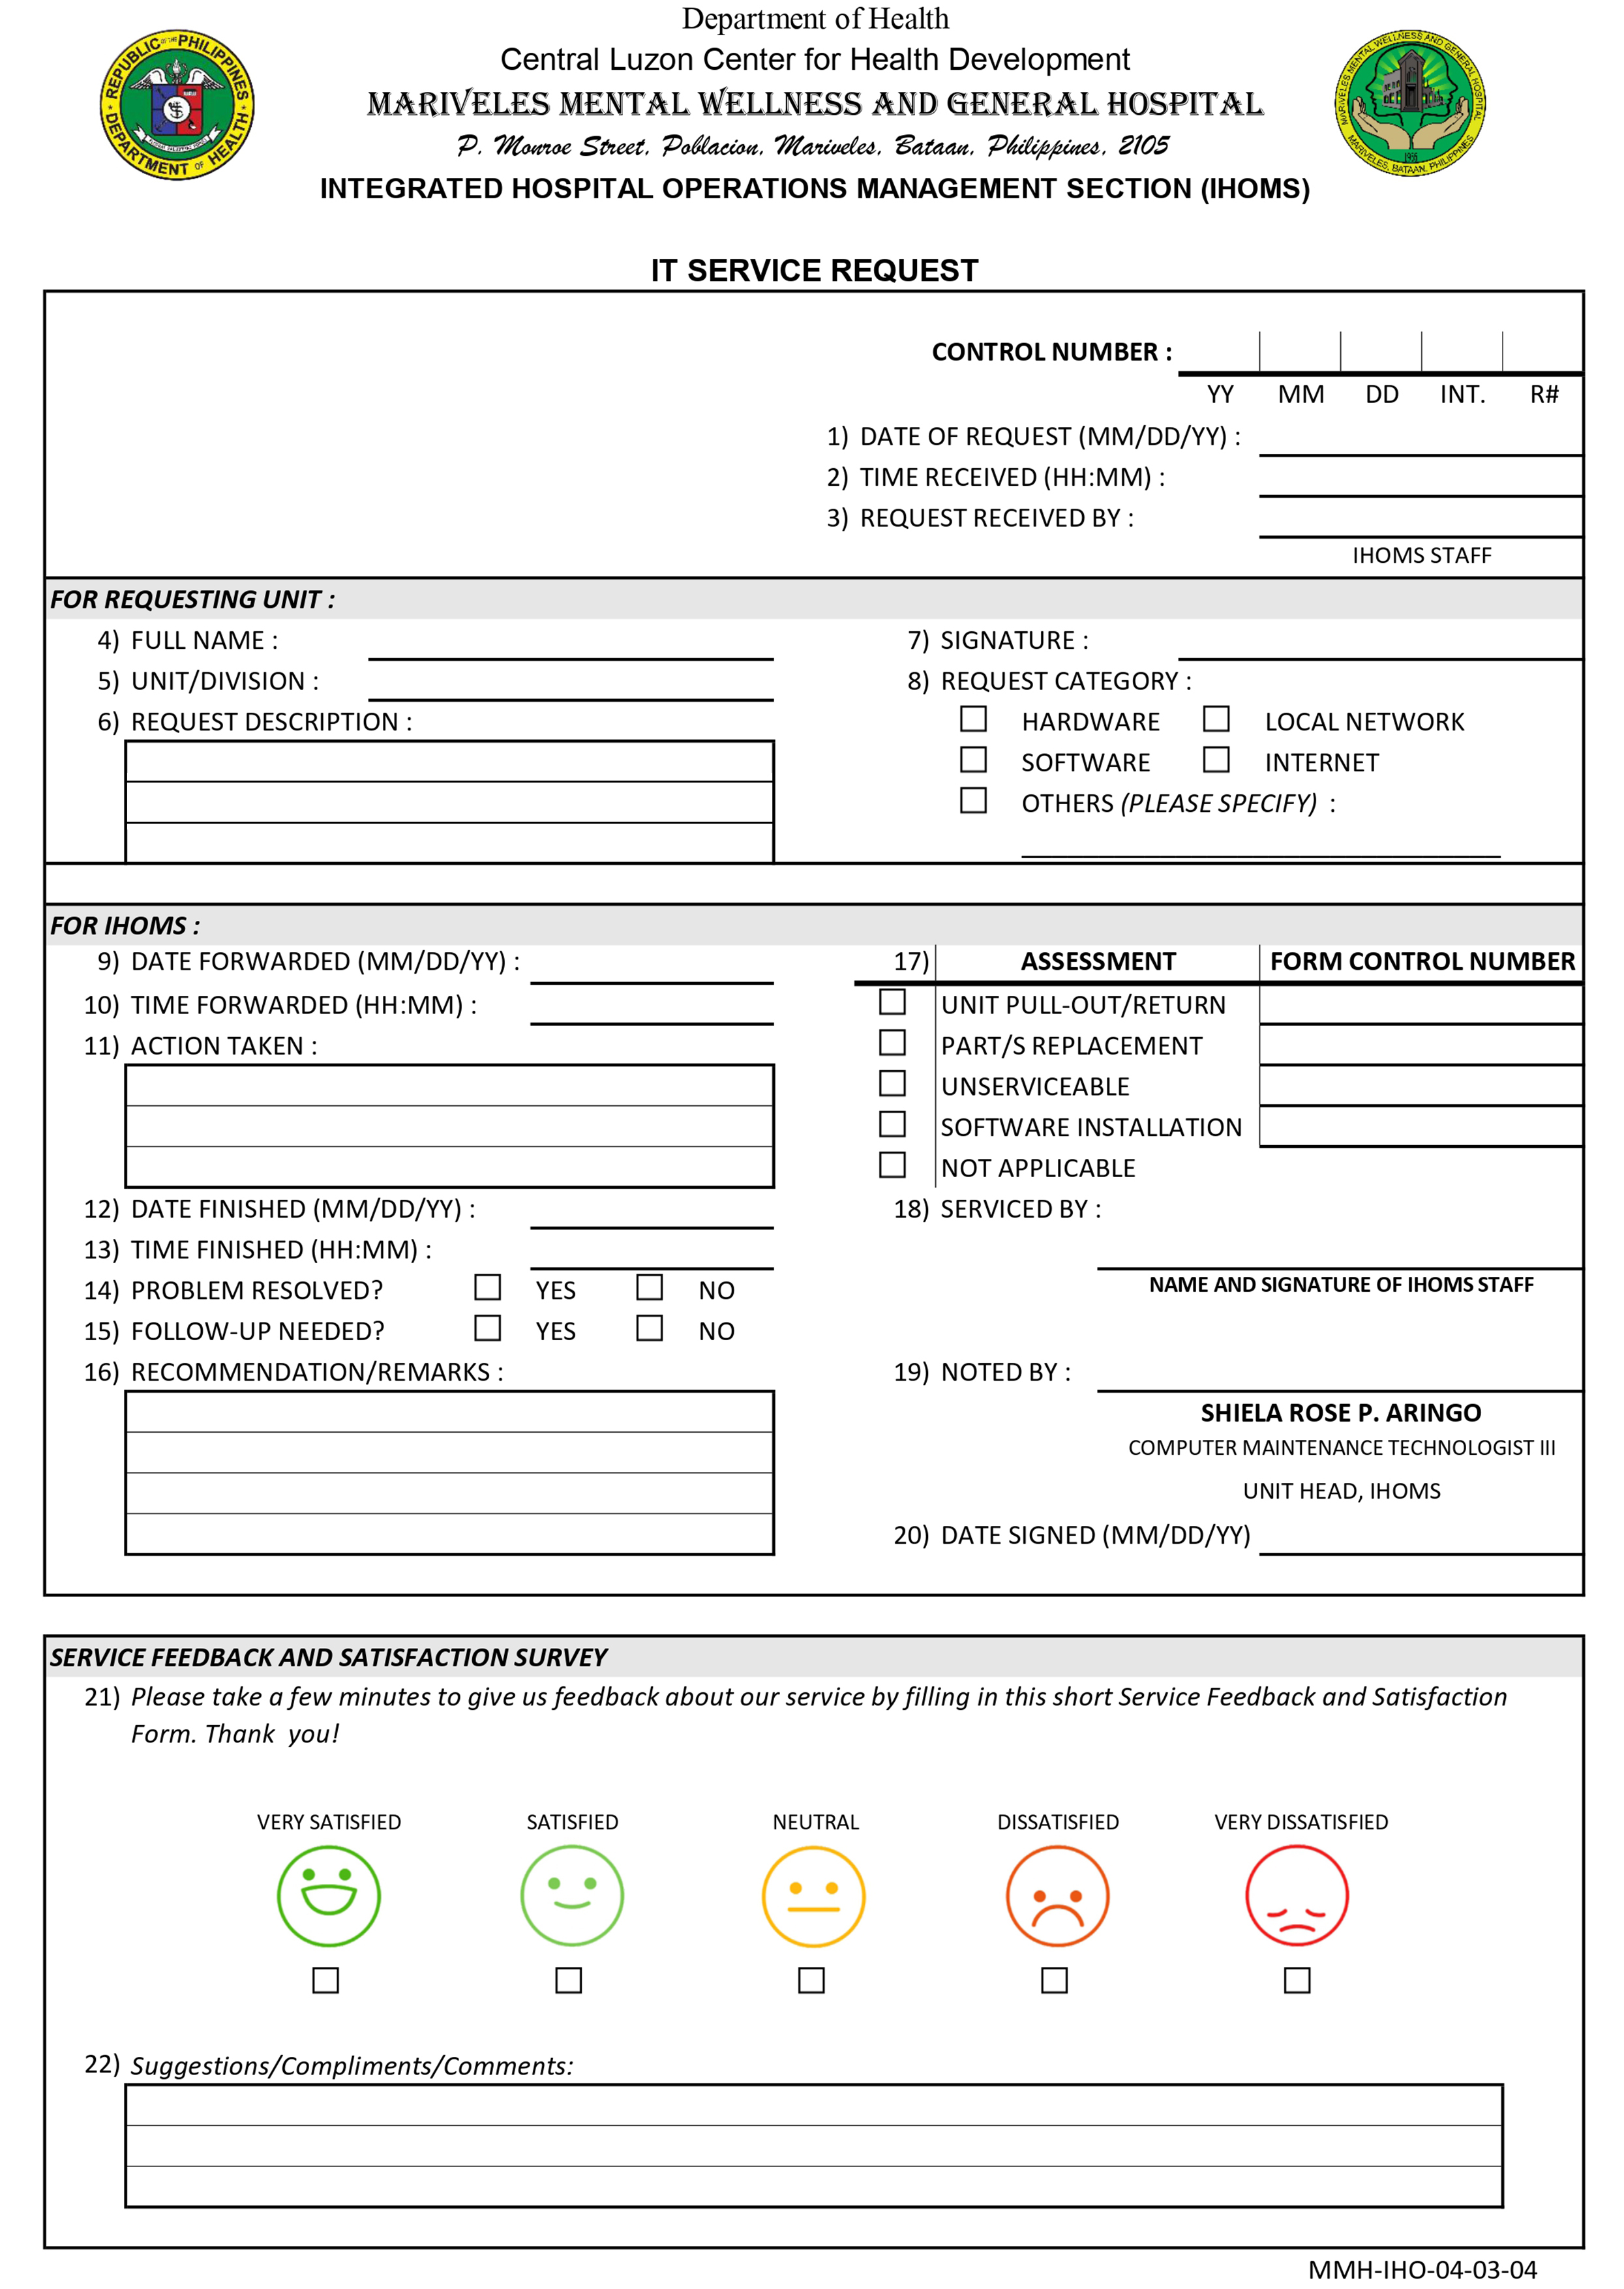 Department of Health
Central Luzon Center for Health Development
MARIVELES MENTAL WELLNESS AND GENERAL HOSPITAL
P. Monroe Street, Poblacion, Mariveles, Bataan, Philippines, 2105
INTEGRATED HOSPITAL OPERATIONS MANAGEMENT SECTION (IHOMS)
REPUBLIC OF THE PHILIPPINES
DEPARTMENT OF HEALTH
MARIVELES MENTAL WELLNESS AND GENERAL HOSPITAL
MARIVELES, BATAAN, PHILIPPINES
IT SERVICE REQUEST
CONTROL NUMBER :
YY MM DD INT. R#
1) DATE OF REQUEST (MM/DD/YY) :
2) TIME RECEIVED (HH:MM) :
3) REQUEST RECEIVED BY :
IHOMS STAFF
FOR REQUESTING UNIT :
4) FULL NAME :
5) UNIT/DIVISION :
6) REQUEST DESCRIPTION :
7) SIGNATURE :
8) REQUEST CATEGORY :
HARDWARE LOCAL NETWORK
SOFTWARE INTERNET
OTHERS (PLEASE SPECIFY) :
FOR IHOMS :
9) DATE FORWARDED (MM/DD/YY) :
10) TIME FORWARDED (HH:MM) :
11) ACTION TAKEN :
12) DATE FINISHED (MM/DD/YY) :
13) TIME FINISHED (HH:MM) :
14) PROBLEM RESOLVED? YES NO
15) FOLLOW-UP NEEDED? YES NO
16) RECOMMENDATION/REMARKS :
17) ASSESSMENT FORM CONTROL NUMBER
UNIT PULL-OUT/RETURN
PART/S REPLACEMENT
UNSERVICEABLE
SOFTWARE INSTALLATION
NOT APPLICABLE
18) SERVICED BY :
NAME AND SIGNATURE OF IHOMS STAFF
19) NOTED BY :
SHIELA ROSE P. ARINGO
COMPUTER MAINTENANCE TECHNOLOGIST III
UNIT HEAD, IHOMS
20) DATE SIGNED (MM/DD/YY)
SERVICE FEEDBACK AND SATISFACTION SURVEY
21) Please take a few minutes to give us feedback about our service by filling in this short Service Feedback and Satisfaction
Form. Thank  you!
VERY SATISFIED SATISFIED NEUTRAL DISSATISFIED VERY DISSATISFIED
22) Suggestions/Compliments/Comments:
MMH-IHO-04-03-04